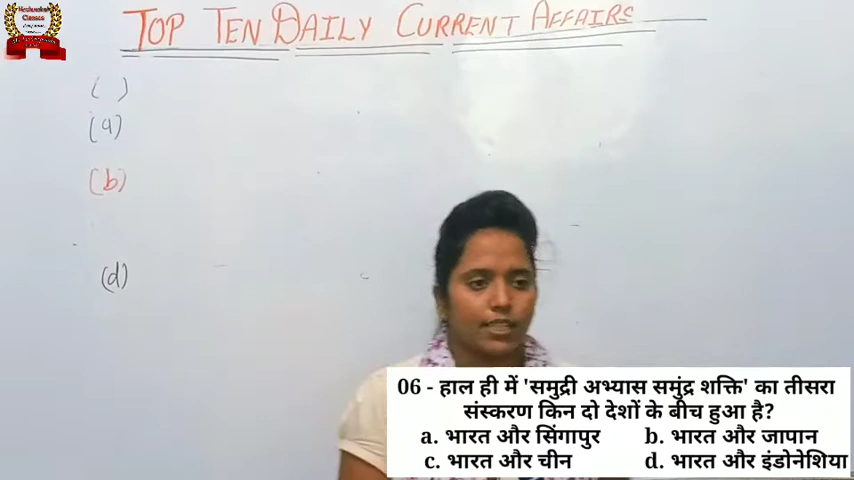 TOP TEN DAILY CURRENT AFFAIRS
( )
(a)
(b)
(d)
06 - हाल ही में 'समुद्री अभ्यास समुंद्र शक्ति' का तीसरा
संस्करण किन दो देशों के बीच हुआ है?
a. भारत और सिंगापुर b. भारत और जापान
c. भारत और चीन d. भारत और इंडोनेशिया